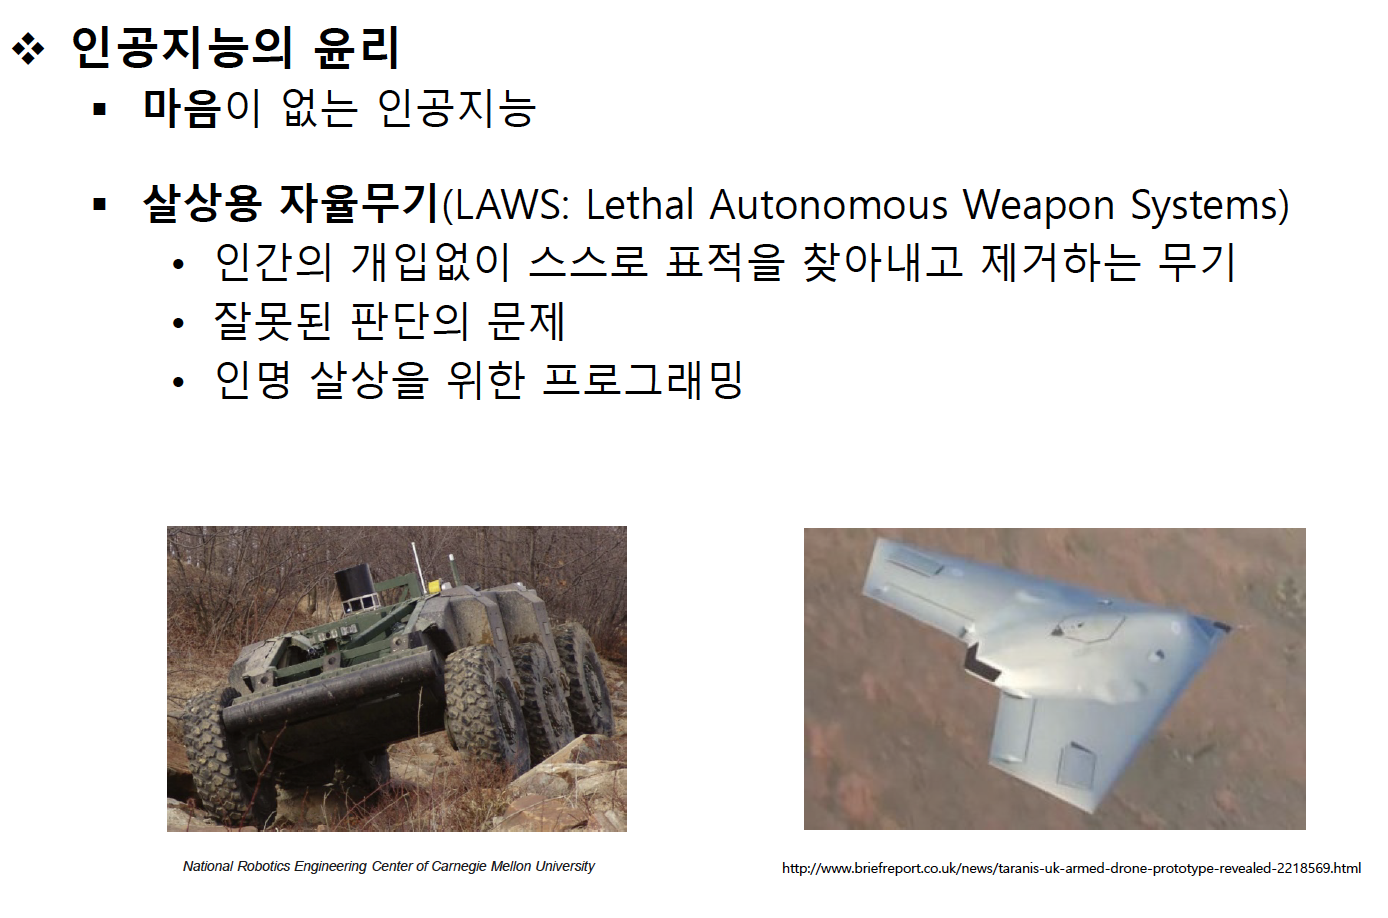 ❖ 인공지능의 윤리
▪ 마음이 없는 인공지능
▪ 살상용 자율무기(LAWS: Lethal Autonomous Weapon Systems)
• 인간의 개입없이 스스로 표적을 찾아내고 제거하는 무기
• 잘못된 판단의 문제
• 인명 살상을 위한 프로그래밍
National Robotics Engineering Center of Carnegie Mellon University
http://www.briefreport.co.uk/news/taranis-uk-armed-drone-prototype-revealed-2218569.html